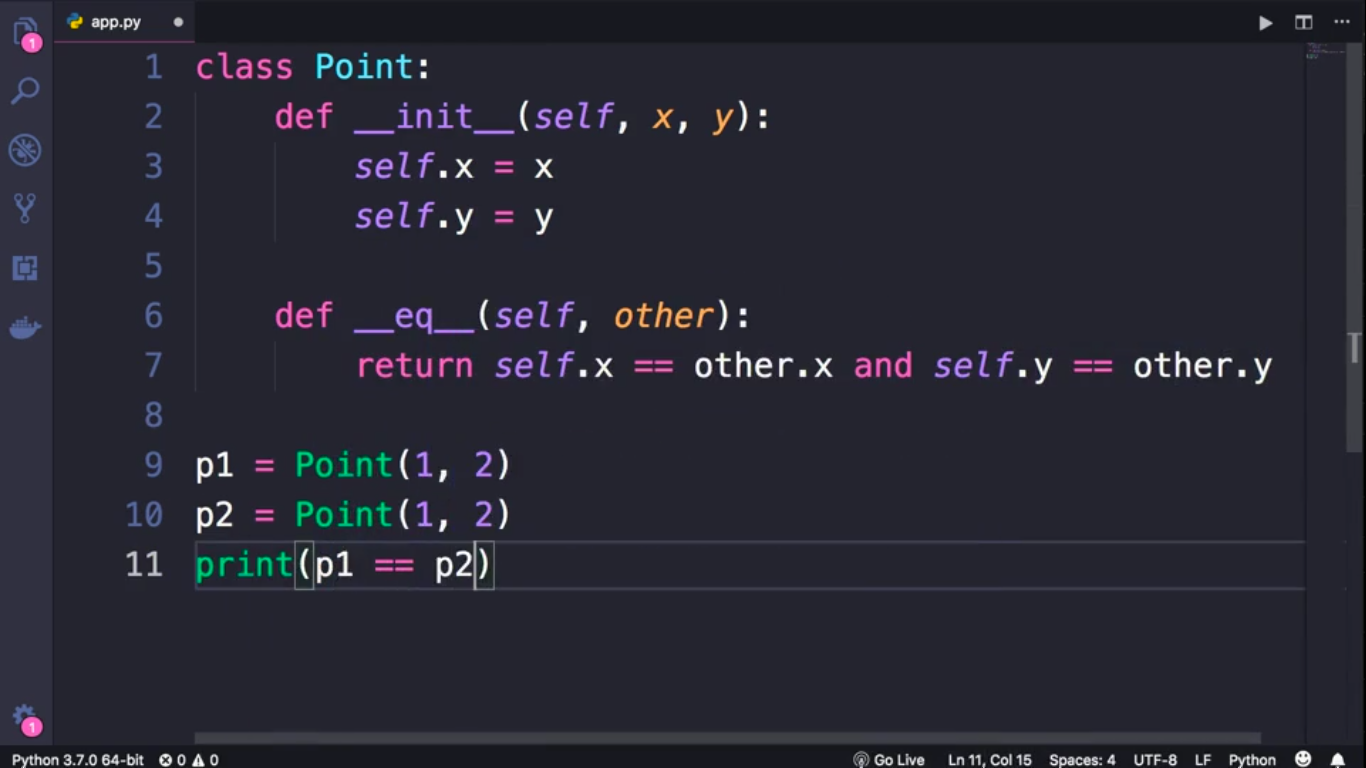 1
app.py
1 class Point:
2     def __init__(self, x, y):
3         self.x = x
4         self.y = y
5
6     def __eq__(self, other):
7         return self.x == other.x and self.y == other.y
8
9 p1 = Point(1, 2)
10 p2 = Point(1, 2)
11 print(p1 == p2)
1
Python 3.7.0 64-bit 0 0 Go Live Ln 11, Col 15 Spaces: 4 UTF-8 LF Python